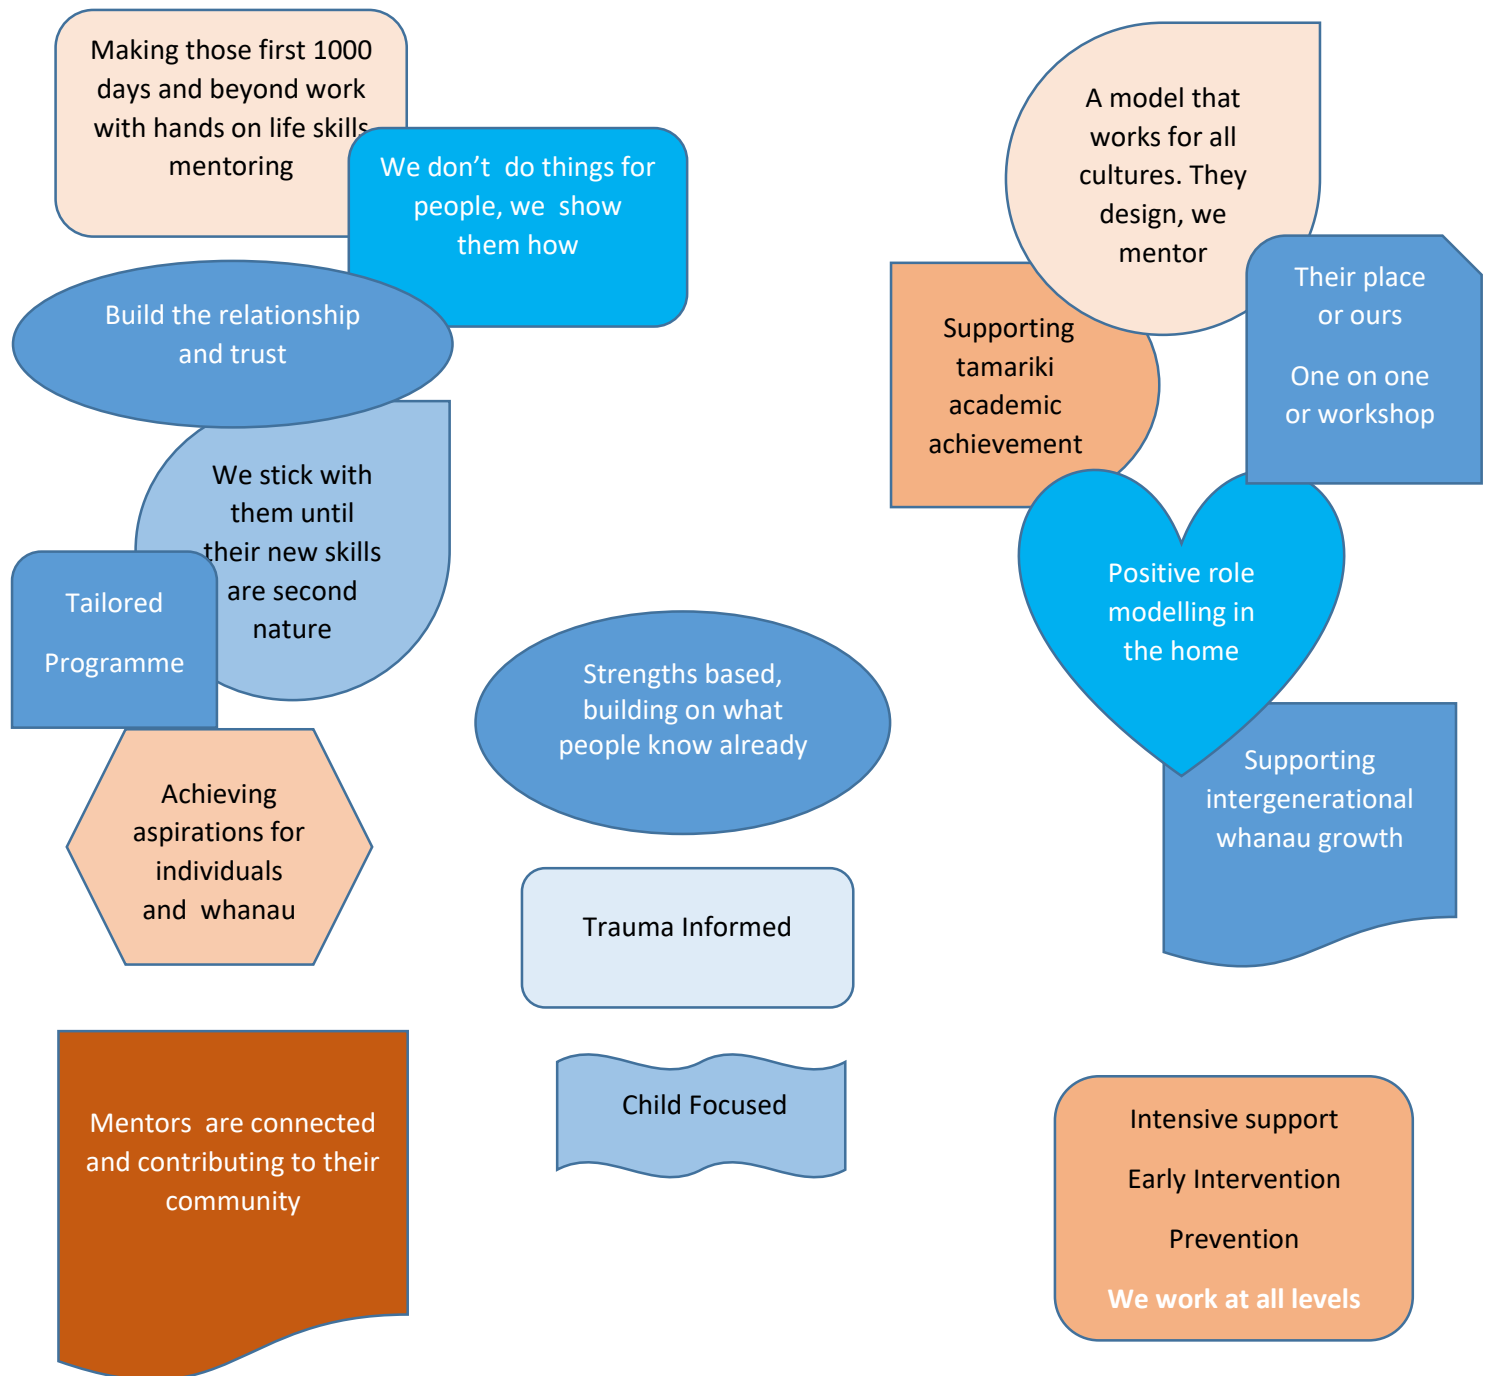 Making those first 1000
days and beyond work
with hands on life skills
mentoring
We don’t  do things for
people, we  show
them how
Build the relationship
and trust
We stick with
them until
their new skills
are second
nature
Tailored
Programme
Achieving
aspirations for
individuals
and  whanau
Mentors  are connected
and contributing to their
community
Strengths based,
building on what
people know already
Trauma Informed
Child Focused
A model that
works for all
cultures. They
design, we
mentor
Their place
or ours
One on one
or workshop
Supporting
tamariki
academic
achievement
Positive role
modelling in
the home
Supporting
intergenerational
whanau growth
Intensive support
Early Intervention
Prevention
We work at all levels